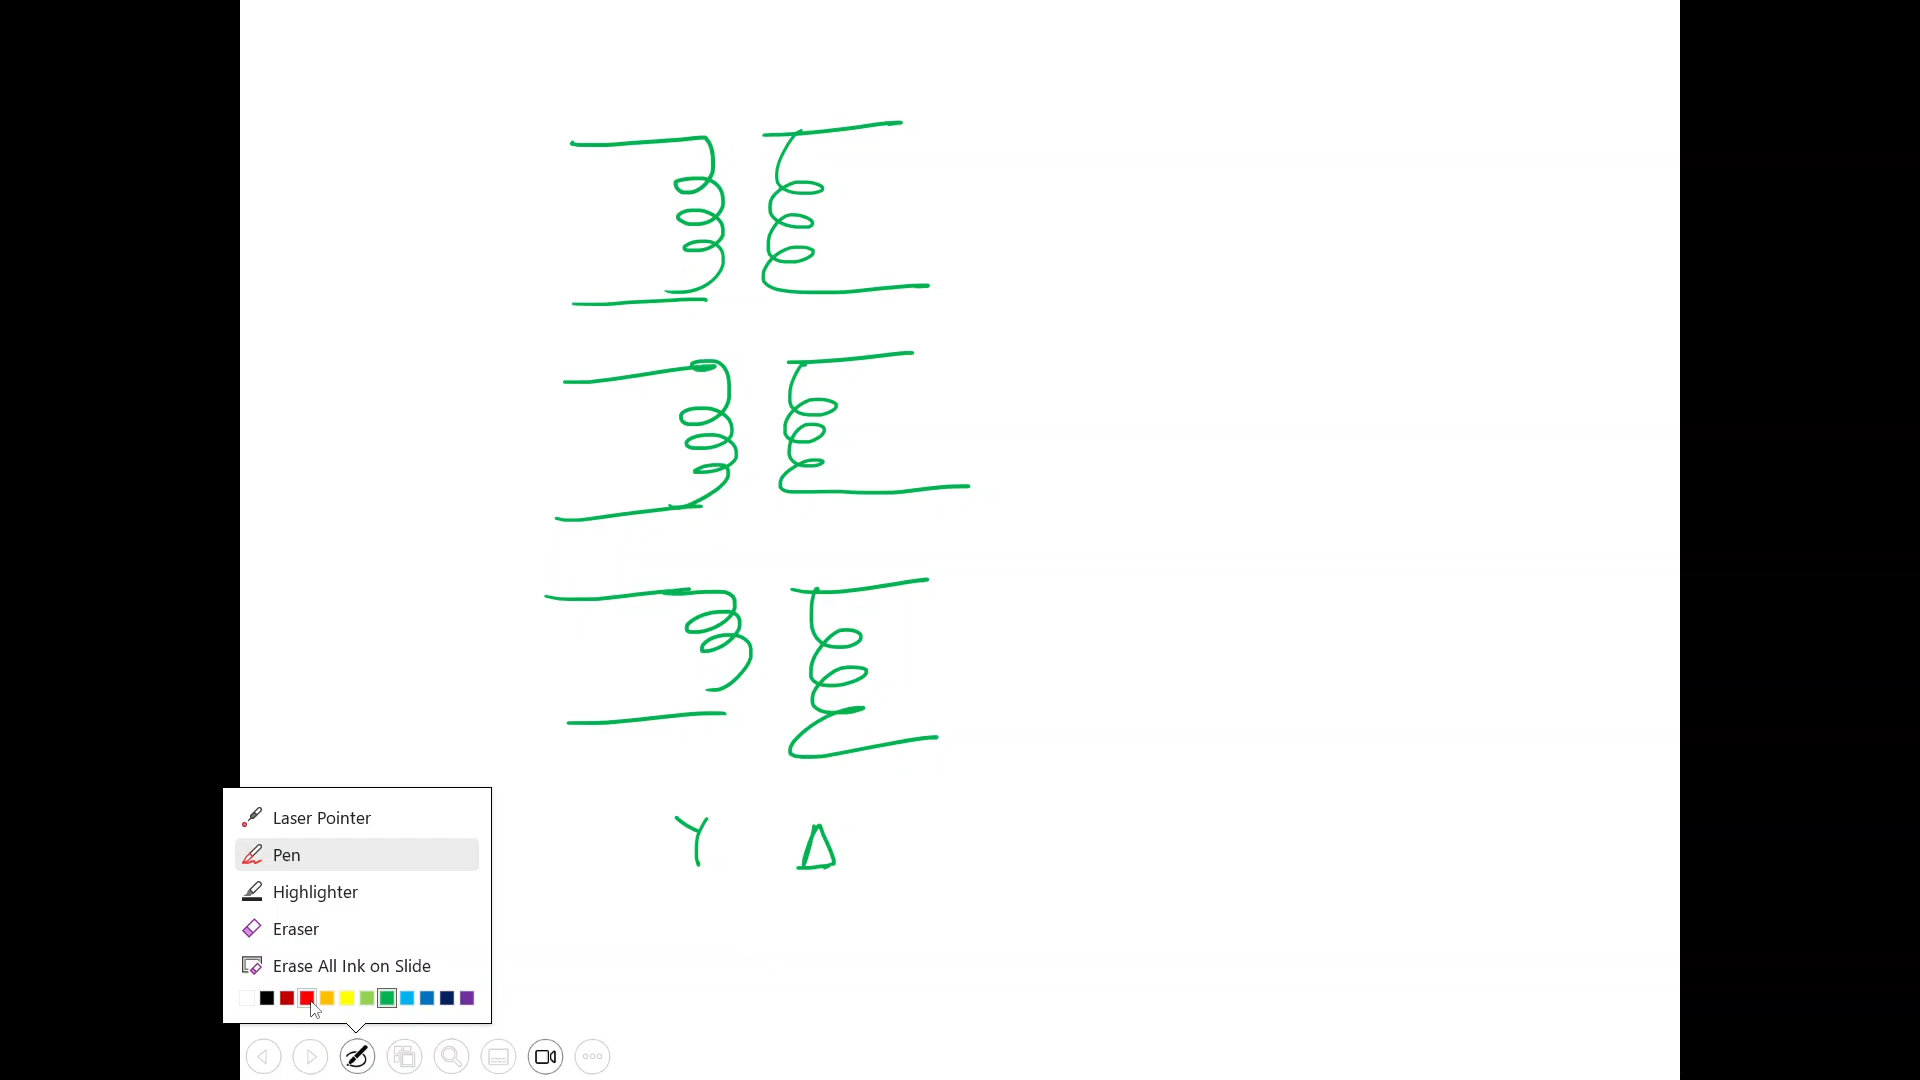 Y Δ
Laser Pointer
Pen
Highlighter
Eraser
Erase All Ink on Slide